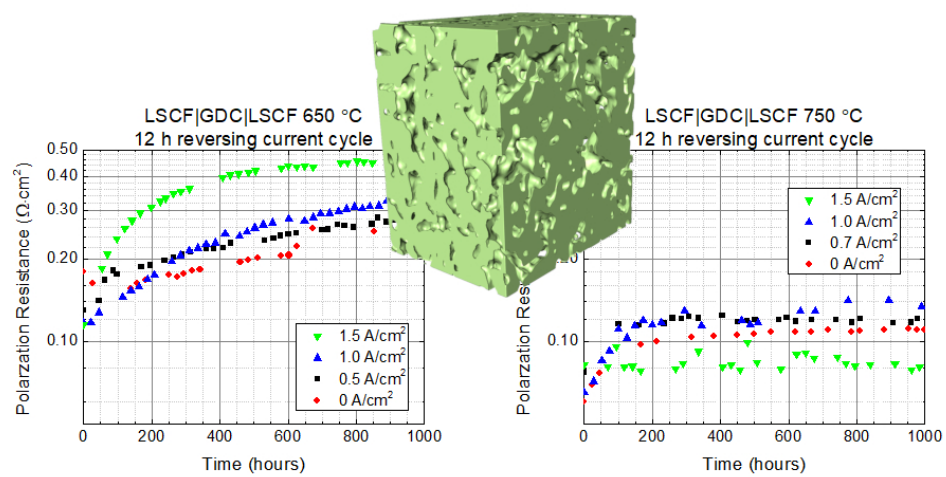 LSCF|GDC|LSCF 650 °C
12 h reversing current cycle
Polarzation Resistance (Ω·cm²)
0.50
0.40
0.30
0.20
0.10
1.5 A/cm²
1.0 A/cm²
0.5 A/cm²
0 A/cm²
0
200
400
600
800
1000
Time (hours)
LSCF|GDC|LSCF 750 °C
12 h reversing current cycle
Polarzation Resis
0.10
1.5 A/cm²
1.0 A/cm²
0.7 A/cm²
0 A/cm²
0
200
400
600
800
1000
Time (hours)